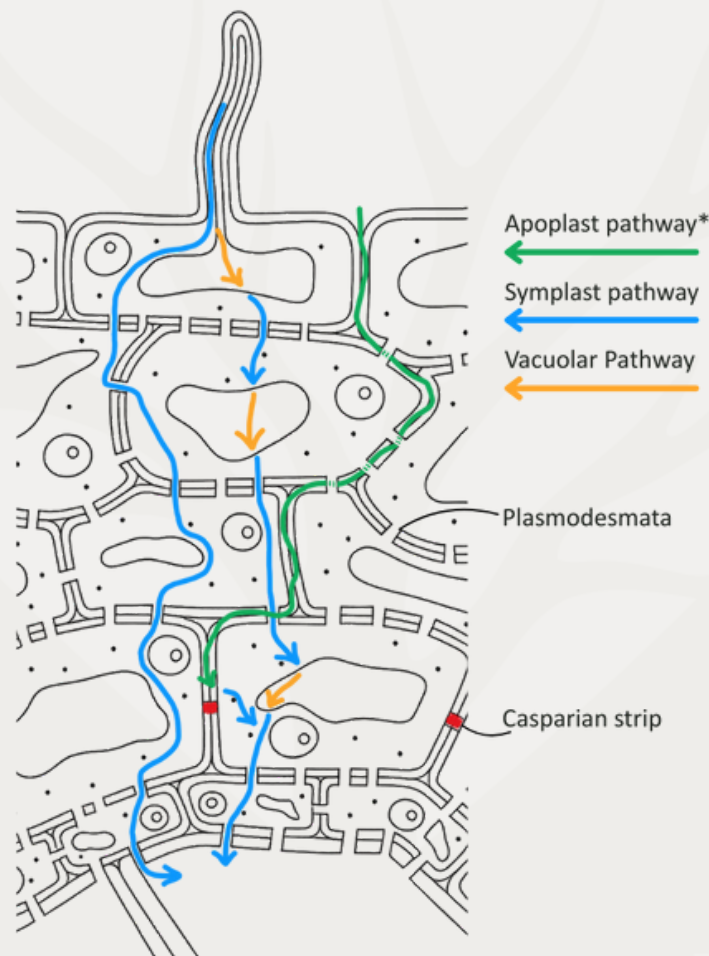 Apoplast pathway*
Symplast pathway
Vacuolar Pathway
Plasmodesmata
Casparian strip